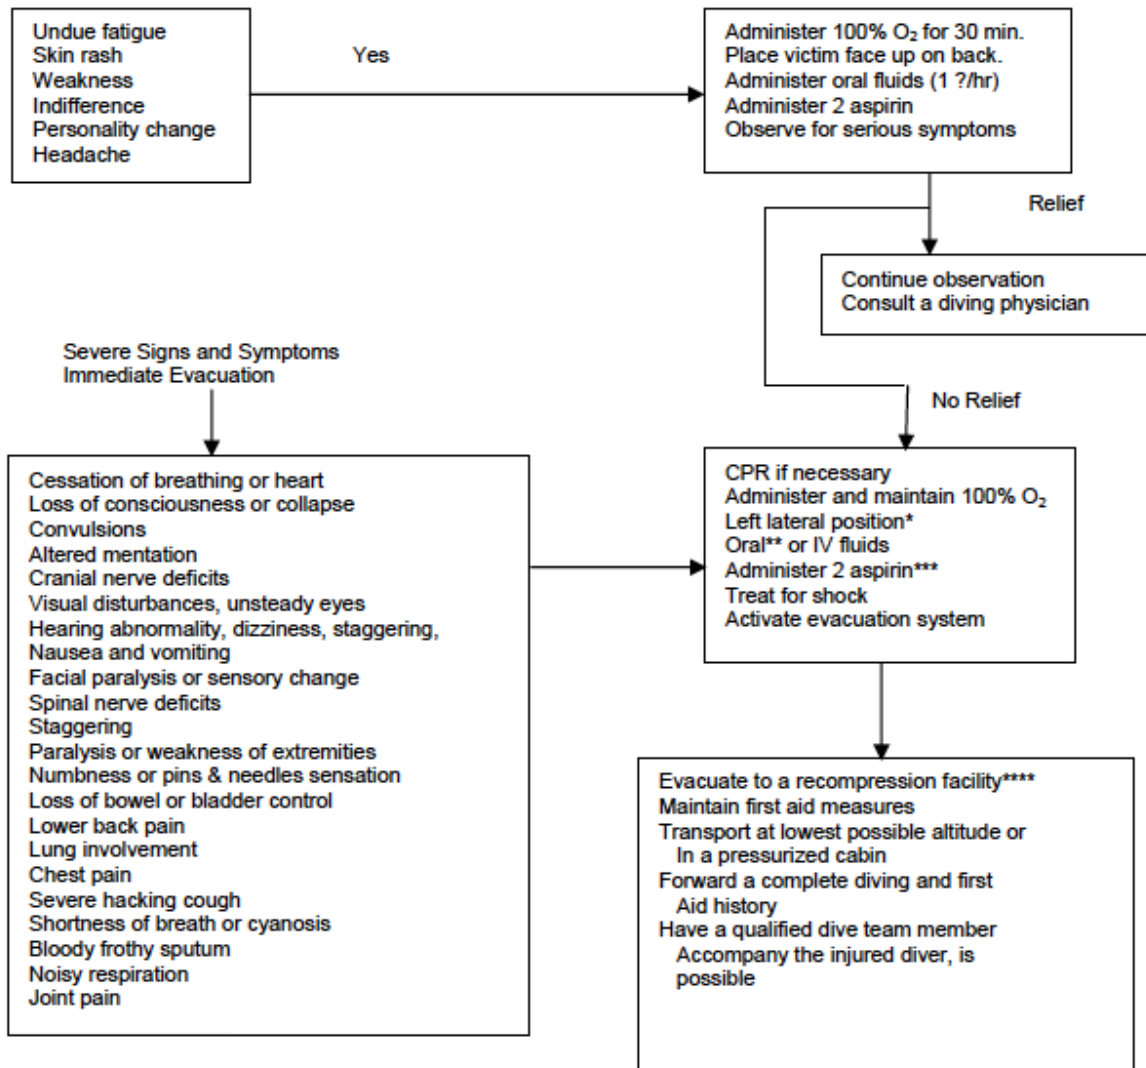 Undue fatigue
Skin rash
Weakness
Indifference
Personality change
Headache
Yes
Administer 100% O₂ for 30 min.
Place victim face up on back.
Administer oral fluids (1 ?/hr)
Administer 2 aspirin
Observe for serious symptoms
Relief
Continue observation
Consult a diving physician
No Relief
Severe Signs and Symptoms
Immediate Evacuation
Cessation of breathing or heart
Loss of consciousness or collapse
Convulsions
Altered mentation
Cranial nerve deficits
Visual disturbances, unsteady eyes
Hearing abnormality, dizziness, staggering,
Nausea and vomiting
Facial paralysis or sensory change
Spinal nerve deficits
Staggering
Paralysis or weakness of extremities
Numbness or pins & needles sensation
Loss of bowel or bladder control
Lower back pain
Lung involvement
Chest pain
Severe hacking cough
Shortness of breath or cyanosis
Bloody frothy sputum
Noisy respiration
Joint pain
CPR if necessary
Administer and maintain 100% O₂
Left lateral position*
Oral** or IV fluids
Administer 2 aspirin***
Treat for shock
Activate evacuation system
Evacuate to a recompression facility****
Maintain first aid measures
Transport at lowest possible altitude or
In a pressurized cabin
Forward a complete diving and first
Aid history
Have a qualified dive team member
Accompany the injured diver, is
possible